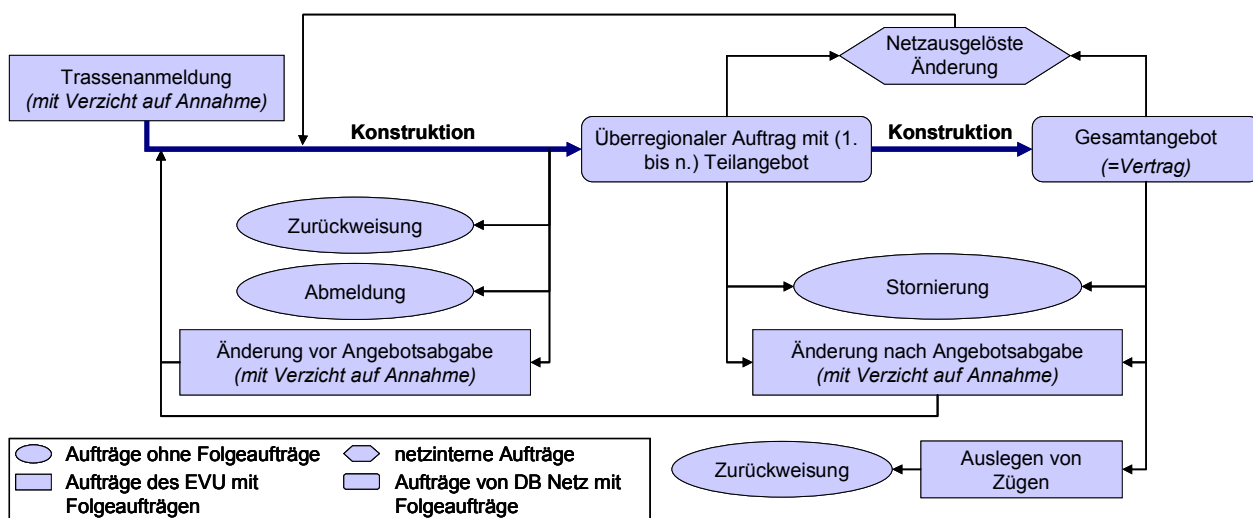 Netzausgelöste
Änderung
Trassenanmeldung
(mit Verzicht auf Annahme)
Konstruktion
Überregionaler Auftrag mit (1.
bis n.) Teilangebot
Konstruktion
Gesamtangebot
(=Vertrag)
Zurückweisung
Abmeldung
Stornierung
Änderung vor Angebotsabgabe
(mit Verzicht auf Annahme)
Änderung nach Angebotsabgabe
(mit Verzicht auf Annahme)
Zurückweisung
Auslegen von
Zügen
Aufträge ohne Folgeaufträge
netzinterne Aufträge
Aufträge des EVU mit
Folgeaufträgen
Aufträge von DB Netz mit
Folgeaufträge